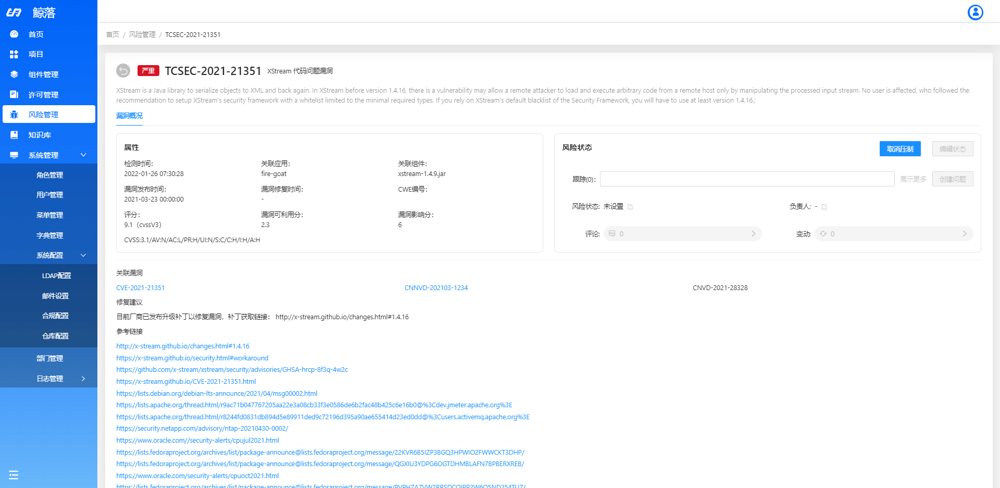 鲸落
首页
项目
组件管理
许可管理
风险管理
知识库
系统管理
角色管理
用户管理
菜单管理
字典管理
系统配置
LDAP配置
邮件设置
合规配置
仓库配置
部门管理
日志管理
首页 / 风险管理 / TCSEC-2021-21351
严重 TCSEC-2021-21351 XStream 代码问题漏洞
XStream is a Java library to serialize objects to XML and back again. In XStream before version 1.4.16, there is a vulnerability may allow a remote attacker to load and execute arbitrary code from a remote host only by manipulating the processed input stream. No user is affected, who followed the
recommendation to setup XStream's security framework with a whitelist limited to the minimal required types. If you rely on XStream's default blacklist of the Security Framework, you will have to use at least version 1.4.16.;
漏洞概况
属性
检测时间： 关联应用： 关联组件：
2022-01-26 07:30:28 fire-goat xstream-1.4.9.jar
漏洞发布时间： 漏洞修复时间： CWE编号：
2021-03-23 00:00:00 -
评分： 漏洞可利用分： 漏洞影响分：
9.1（cvssV3） 2.3 6
CVSS:3.1/AV:N/AC:L/PR:H/UI:N/S:C/C:H/I:H/A:H
风险状态 取消压制 编辑状态
跟踪(0)： 展示更多 创建问题
风险状态: 未设置 负责人: -
评论: 0 变动: 0
关联漏洞
CVE-2021-21351 CNNVD-202103-1234 CNVD-2021-28328
修复建议
目前厂商已发布升级补丁以修复漏洞，补丁获取链接： http://x-stream.github.io/changes.html#1.4.16
参考链接
http://x-stream.github.io/changes.html#1.4.16
https://x-stream.github.io/security.html#workaround
https://github.com/x-stream/xstream/security/advisories/GHSA-hrcp-8f3q-4w2c
https://x-stream.github.io/CVE-2021-21351.html
https://lists.debian.org/debian-lts-announce/2021/04/msg00002.html
https://lists.apache.org/thread.html/r9ac71b047767205aa22e3a08cb33f3e0586de6b2fac48b425c6e16b0@%3Cdev.jmeter.apache.org%3E
https://lists.apache.org/thread.html/r8244fd0831db894d5e89911ded9c72196d395a90ae655414d23ed0dd@%3Cusers.activemq.apache.org%3E
https://security.netapp.com/advisory/ntap-20210430-0002/
https://www.oracle.com//security-alerts/cpujul2021.html
https://lists.fedoraproject.org/archives/list/package-announce@lists.fedoraproject.org/message/22KVR6B5IZP3BGQ3HPWIO2FWWCKT3DHP/
https://lists.fedoraproject.org/archives/list/package-announce@lists.fedoraproject.org/message/QGXIU3YDPG6OGTDHMBLAFN7BPBERXREB/
https://www.oracle.com/security-alerts/cpuoct2021.html
https://lists.fedoraproject.org/archives/list/package-announce@lists.fedoraproject.org/message/PVPHZA7VW2RRSDCOIPP2W6O5ND254TU7/